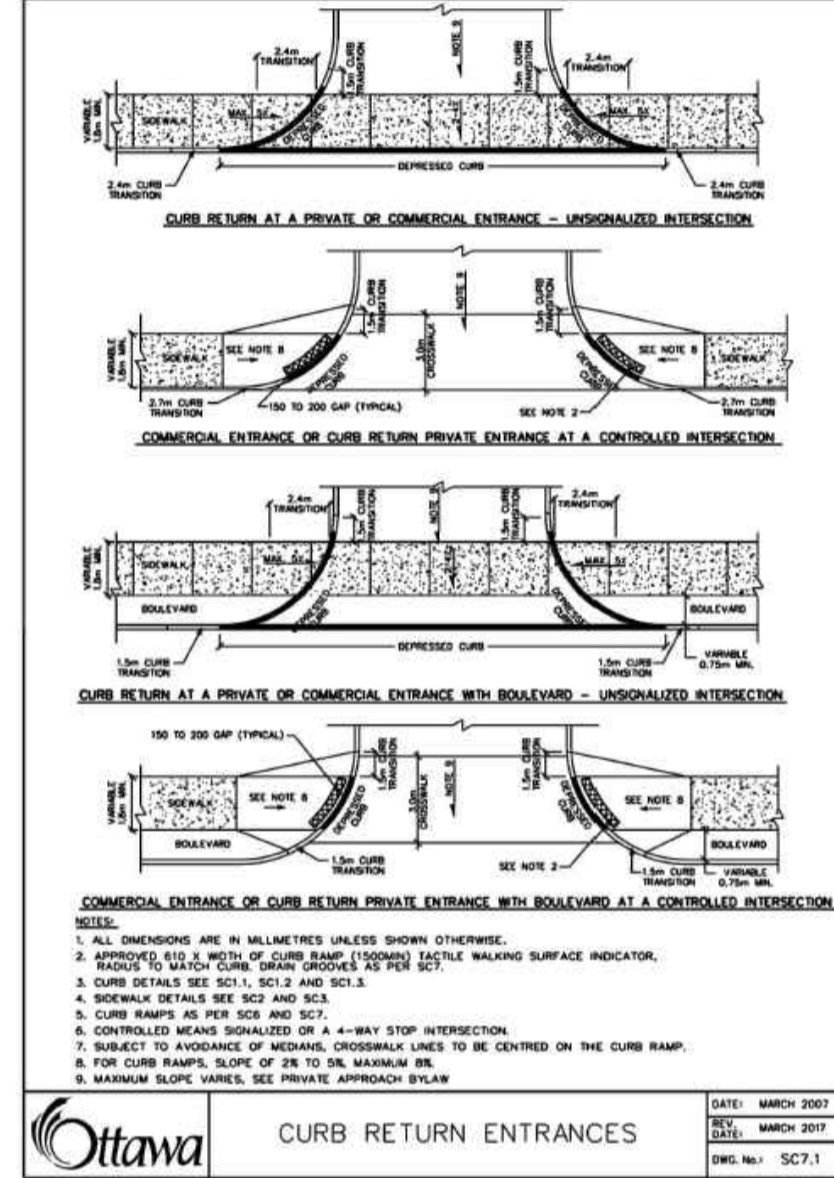 NOTE 9
2.4m
TRANSITION
1.5m CURB
TRANSITION
1.5m CURB
TRANSITION
2.4m
TRANSITION
VARIABLE
1.8m MIN.
SIDEWALK
MAX. 5%
DEPRESSED
CURB
2-4%
DEPRESSED
CURB
MAX. 5%
DEPRESSED CURB
2.4m CURB
TRANSITION
2.4m CURB
TRANSITION
CURB RETURN AT A PRIVATE OR COMMERCIAL ENTRANCE - UNSIGNALIZED INTERSECTION
1.5m CURB
TRANSITION
NOTE 9
1.5m CURB
TRANSITION
VARIABLE
1.8m MIN.
SIDEWALK
SEE NOTE 8
DEPRESSED
CURB
3.0m
CROSSWALK
DEPRESSED
CURB
SEE NOTE 8
SIDEWALK
2.7m CURB
TRANSITION
150 TO 200 GAP (TYPICAL)
SEE NOTE 2
2.7m CURB
TRANSITION
COMMERCIAL ENTRANCE OR CURB RETURN PRIVATE ENTRANCE AT A CONTROLLED INTERSECTION
2.4m
TRANSITION
1.5m CURB
TRANSITION
NOTE 9
1.5m CURB
TRANSITION
2.4m
TRANSITION
VARIABLE
1.8m MIN.
SIDEWALK
MAX. 5%
MAX. 5%
BOULEVARD
DEPRESSED
CURB
DEPRESSED
CURB
BOULEVARD
DEPRESSED CURB
1.5m CURB
TRANSITION
1.5m CURB
TRANSITION
VARIABLE
0.75m MIN.
CURB RETURN AT A PRIVATE OR COMMERCIAL ENTRANCE WITH BOULEVARD - UNSIGNALIZED INTERSECTION
150 TO 200 GAP (TYPICAL)
1.5m CURB
TRANSITION
NOTE 9
1.5m CURB
TRANSITION
VARIABLE
1.8m MIN.
SIDEWALK
SEE NOTE 8
DEPRESSED
CURB
3.0m
CROSSWALK
DEPRESSED
CURB
SEE NOTE 8
BOULEVARD
BOULEVARD
1.5m CURB
TRANSITION
SEE NOTE 2
1.5m CURB
TRANSITION
VARIABLE
0.75m MIN.
COMMERCIAL ENTRANCE OR CURB RETURN PRIVATE ENTRANCE WITH BOULEVARD AT A CONTROLLED INTERSECTION
NOTES:
1. ALL DIMENSIONS ARE IN MILLIMETRES UNLESS SHOWN OTHERWISE.
2. APPROVED 610 X WIDTH OF CURB RAMP (1500MIN) TACTILE WALKING SURFACE INDICATOR,
RADIUS TO MATCH CURB. DRAIN GROOVES AS PER SC7.
3. CURB DETAILS SEE SC1.1, SC1.2 AND SC1.3.
4. SIDEWALK DETAILS SEE SC2 AND SC3.
5. CURB RAMPS AS PER SC6 AND SC7.
6. CONTROLLED MEANS SIGNALIZED OR A 4-WAY STOP INTERSECTION.
7. SUBJECT TO AVOIDANCE OF MEDIANS, CROSSWALK LINES TO BE CENTRED ON THE CURB RAMP.
8. FOR CURB RAMPS, SLOPE OF 2% TO 5%, MAXIMUM 8%.
9. MAXIMUM SLOPE VARIES, SEE PRIVATE APPROACH BYLAW
Ottawa
CURB RETURN ENTRANCES
DATE: MARCH 2007
REV. DATE: MARCH 2017
DWG. No.: SC7.1